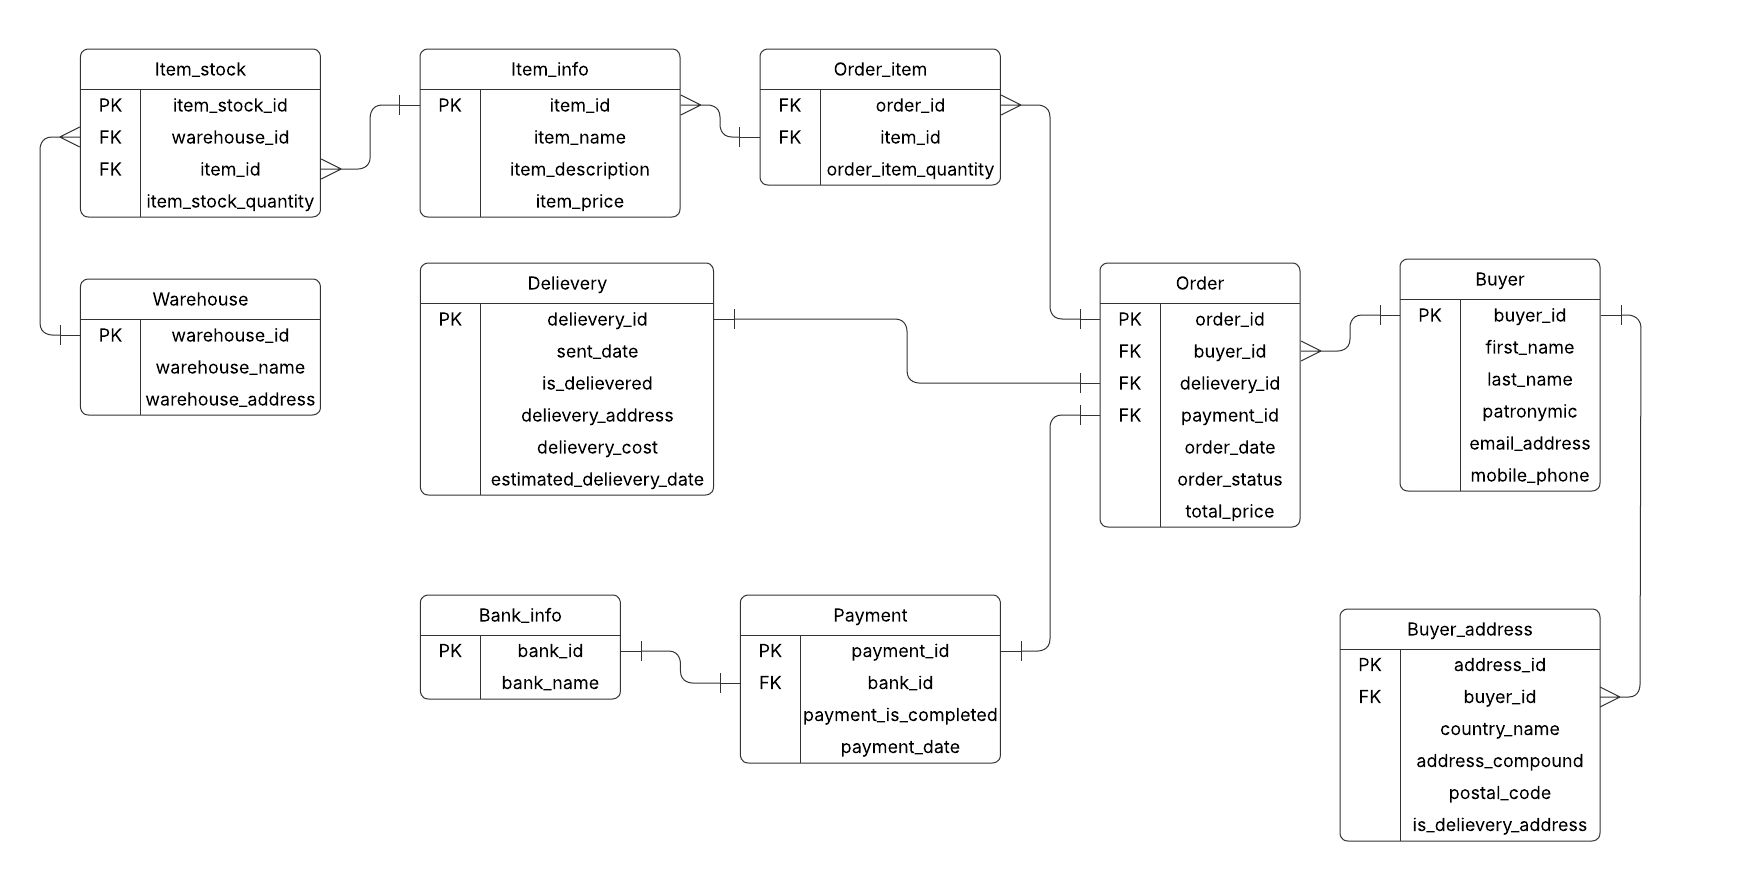 Item_stock
PK item_stock_id
FK warehouse_id
FK item_id
item_stock_quantity
Item_info
PK item_id
item_name
item_description
item_price
Order_item
FK order_id
FK item_id
order_item_quantity
Warehouse
PK warehouse_id
warehouse_name
warehouse_address
Delievery
PK delievery_id
sent_date
is_delievered
delievery_address
delievery_cost
estimated_delievery_date
Order
PK order_id
FK buyer_id
FK delievery_id
FK payment_id
order_date
order_status
total_price
Buyer
PK buyer_id
first_name
last_name
patronymic
email_address
mobile_phone
Bank_info
PK bank_id
bank_name
Payment
PK payment_id
FK bank_id
payment_is_completed
payment_date
Buyer_address
PK address_id
FK buyer_id
country_name
address_compound
postal_code
is_delievery_address